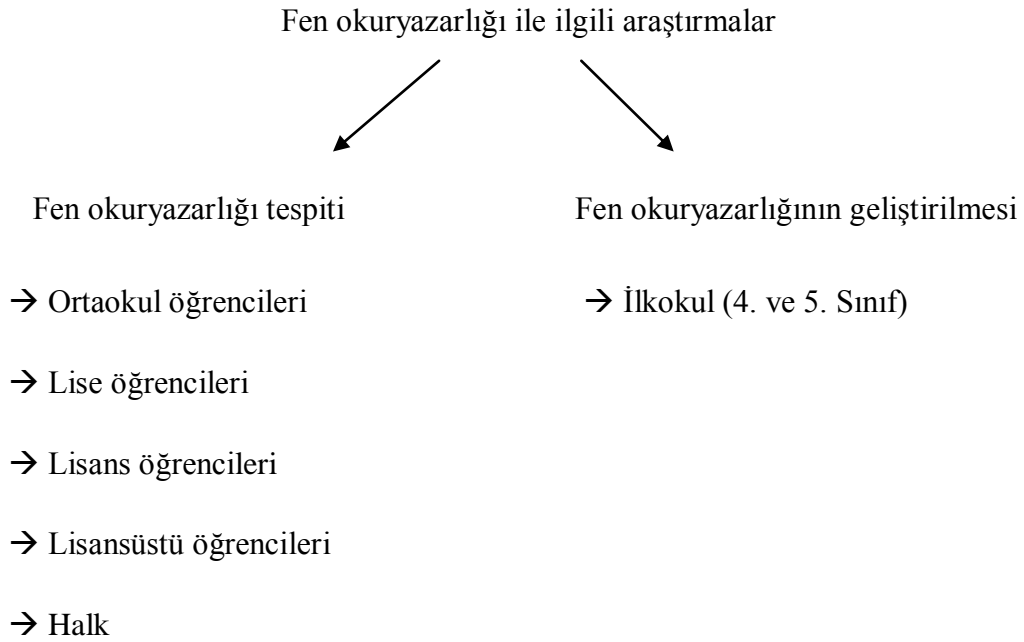 Fen okuryazarlığı ile ilgili araştırmalar
Fen okuryazarlığı tespiti
Fen okuryazarlığının geliştirilmesi
→ Ortaokul öğrencileri
→ İlkokul (4. ve 5. Sınıf)
→ Lise öğrencileri
→ Lisans öğrencileri
→ Lisansüstü öğrencileri
→ Halk